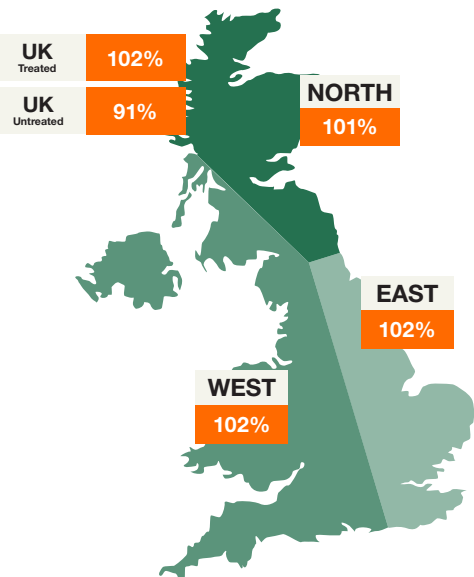 UK
Treated
102%
UK
Untreated
91%
NORTH
101%
EAST
102%
WEST
102%